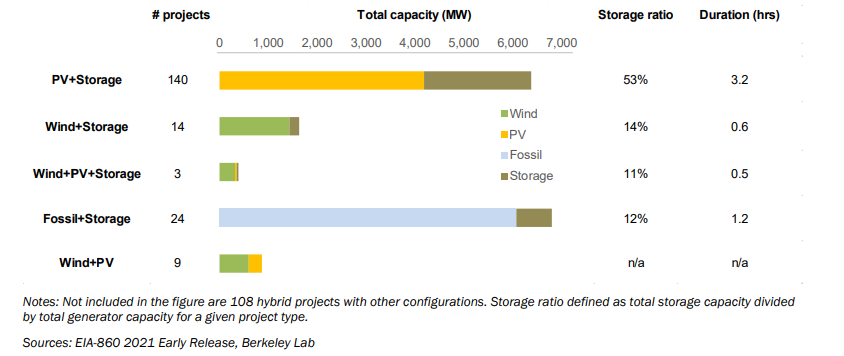 # projects Total capacity (MW) Storage ratio Duration (hrs)
0 1,000 2,000 3,000 4,000 5,000 6,000 7,000
PV+Storage 140 53% 3.2
Wind
Wind+Storage 14 14% 0.6
PV
Fossil
Wind+PV+Storage 3 11% 0.5
Storage
Fossil+Storage 24 12% 1.2
Wind+PV 9 n/a n/a
Notes: Not included in the figure are 108 hybrid projects with other configurations. Storage ratio defined as total storage capacity divided
by total generator capacity for a given project type.
Sources: EIA-860 2021 Early Release, Berkeley Lab